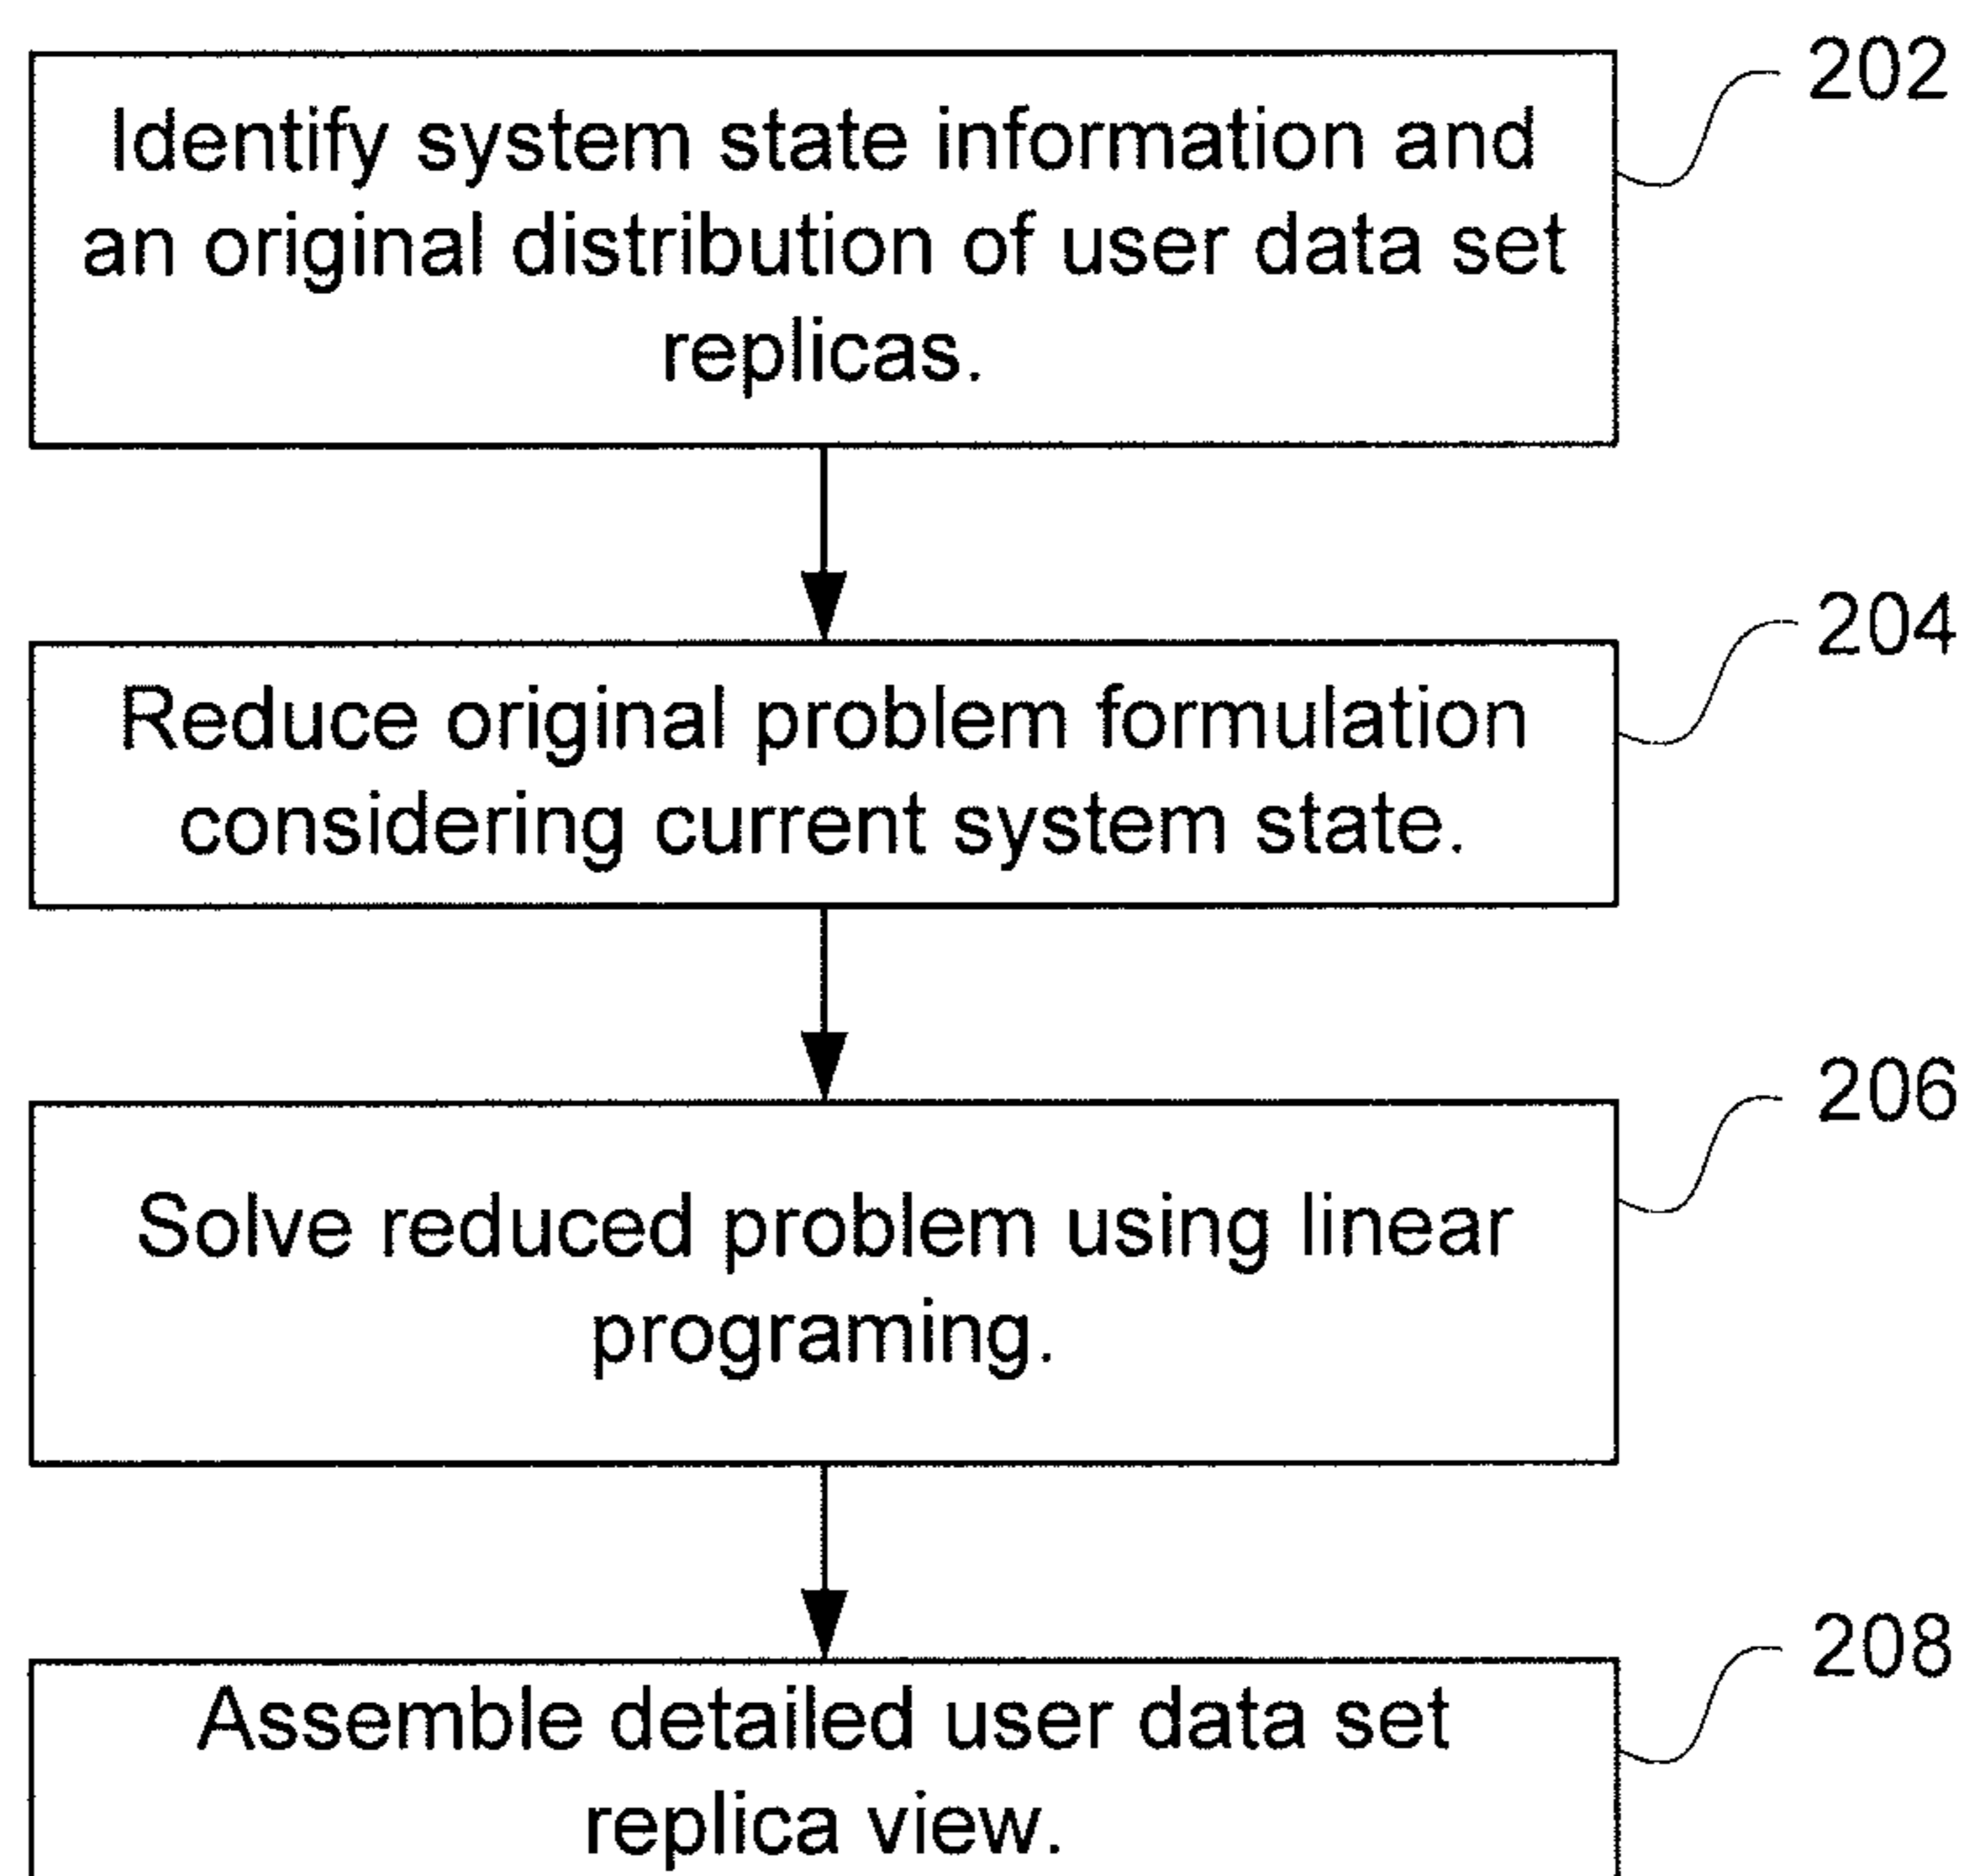 202
Identify system state information and
an original distribution of user data set
replicas.
204
Reduce original problem formulation
considering current system state.
206
Solve reduced problem using linear
programing.
208
Assemble detailed user data set
replica view.